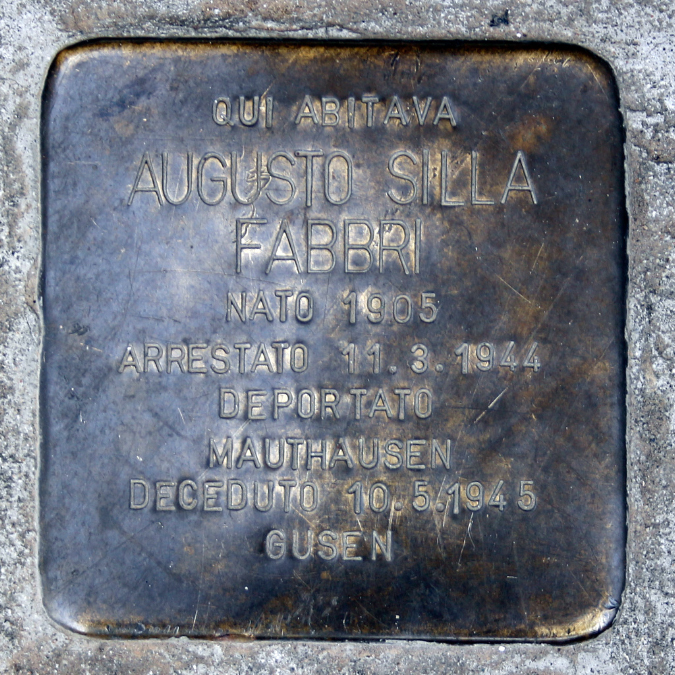 QUI ABITAVA
AUGUSTO SILLA
FABBRI
NATO 1905
ARRESTATO 11.3.1944
DEPORTATO
MAUTHAUSEN
DECEDUTO 10.5.1945
GUSEN